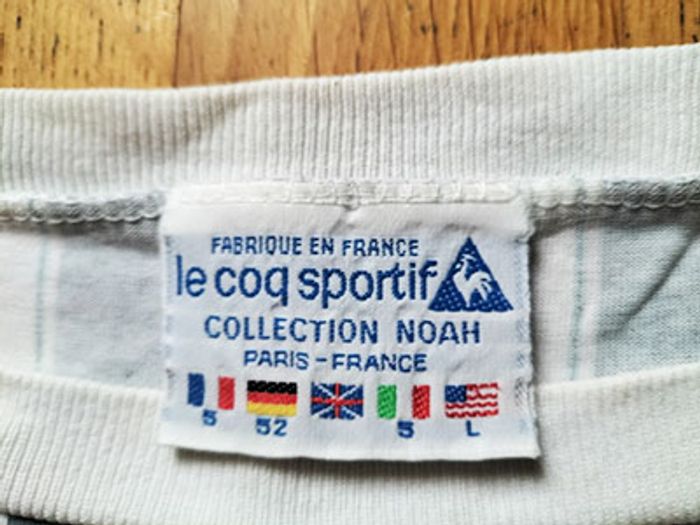 FABRIQUE EN FRANCE
le coq sportif
COLLECTION NOAH
PARIS-FRANCE
5 52 5 L